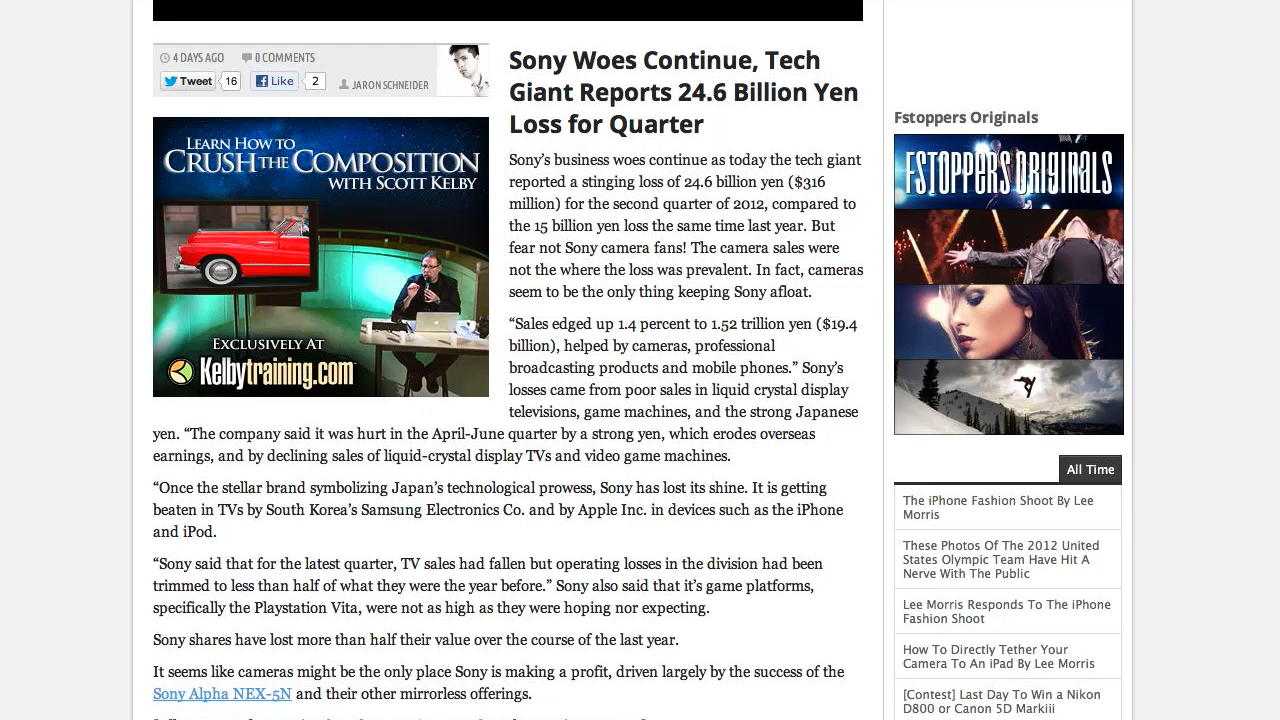 4 DAYS AGO
0 COMMENTS
Tweet
16
Like
2
JARON SCHNEIDER
LEARN HOW TO
CRUSH THE COMPOSITION
WITH SCOTT KELBY
EXCLUSIVELY AT
Kelbytraining.com
Sony Woes Continue, Tech
Giant Reports 24.6 Billion Yen
Loss for Quarter
Sony's business woes continue as today the tech giant
reported a stinging loss of 24.6 billion yen ($316
million) for the second quarter of 2012, compared to
the 15 billion yen loss the same time last year. But
fear not Sony camera fans! The camera sales were
not the where the loss was prevalent. In fact, cameras
seem to be the only thing keeping Sony afloat.
“Sales edged up 1.4 percent to 1.52 trillion yen ($19.4
billion), helped by cameras, professional
broadcasting products and mobile phones.” Sony's
losses came from poor sales in liquid crystal display
televisions, game machines, and the strong Japanese
yen. “The company said it was hurt in the April-June quarter by a strong yen, which erodes overseas
earnings, and by declining sales of liquid-crystal display TVs and video game machines.
“Once the stellar brand symbolizing Japan's technological prowess, Sony has lost its shine. It is getting
beaten in TVs by South Korea's Samsung Electronics Co. and by Apple Inc. in devices such as the iPhone
and iPod.
“Sony said that for the latest quarter, TV sales had fallen but operating losses in the division had been
trimmed to less than half of what they were the year before.” Sony also said that it's game platforms,
specifically the Playstation Vita, were not as high as they were hoping nor expecting.
Sony shares have lost more than half their value over the course of the last year.
It seems like cameras might be the only place Sony is making a profit, driven largely by the success of the
Sony Alpha NEX-5N and their other mirrorless offerings.
Fstoppers Originals
FSTOPPERS ORIGINALS
All Time
The iPhone Fashion Shoot By Lee
Morris
These Photos Of The 2012 United
States Olympic Team Have Hit A
Nerve With The Public
Lee Morris Responds To The iPhone
Fashion Shoot
How To Directly Tether Your
Camera To An iPad By Lee Morris
[Contest] Last Day To Win a Nikon
D800 or Canon 5D Markiii